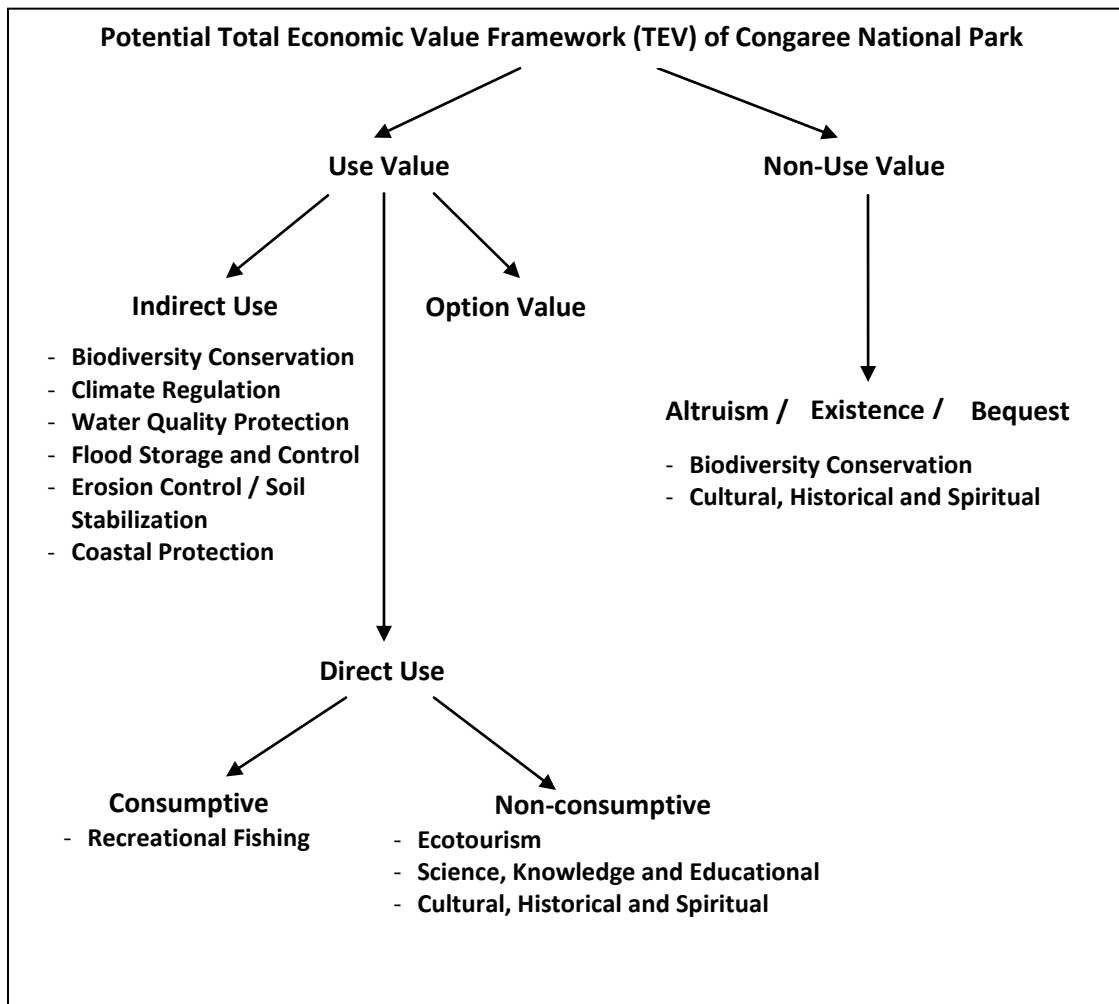 Potential Total Economic Value Framework (TEV) of Congaree National Park
Use Value
Non-Use Value
Indirect Use
- Biodiversity Conservation
- Climate Regulation
- Water Quality Protection
- Flood Storage and Control
- Erosion Control / Soil
Stabilization
- Coastal Protection
Option Value
Altruism / Existence / Bequest
- Biodiversity Conservation
- Cultural, Historical and Spiritual
Direct Use
Consumptive
- Recreational Fishing
Non-consumptive
- Ecotourism
- Science, Knowledge and Educational
- Cultural, Historical and Spiritual